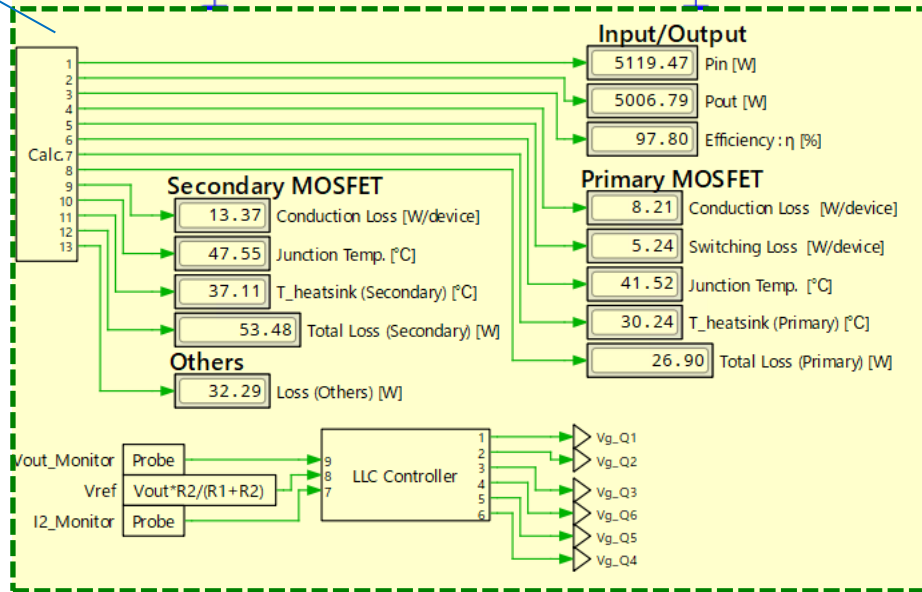 Input/Output
5119.47 Pin [W]
5006.79 Pout [W]
97.80 Efficiency : η [%]
Calc.
1
2
3
4
5
6
7
8
9
10
11
12
13
Secondary MOSFET
13.37 Conduction Loss [W/device]
47.55 Junction Temp. [°C]
37.11 T_heatsink (Secondary) [°C]
53.48 Total Loss (Secondary) [W]
Others
32.29 Loss (Others) [W]
Primary MOSFET
8.21 Conduction Loss [W/device]
5.24 Switching Loss [W/device]
41.52 Junction Temp. [°C]
30.24 T_heatsink (Primary) [°C]
26.90 Total Loss (Primary) [W]
Vout_Monitor Probe
Vref Vout*R2/(R1+R2)
I2_Monitor Probe
9
8
7
LLC Controller
1
2
3
4
5
6
Vg_Q1
Vg_Q2
Vg_Q3
Vg_Q6
Vg_Q5
Vg_Q4